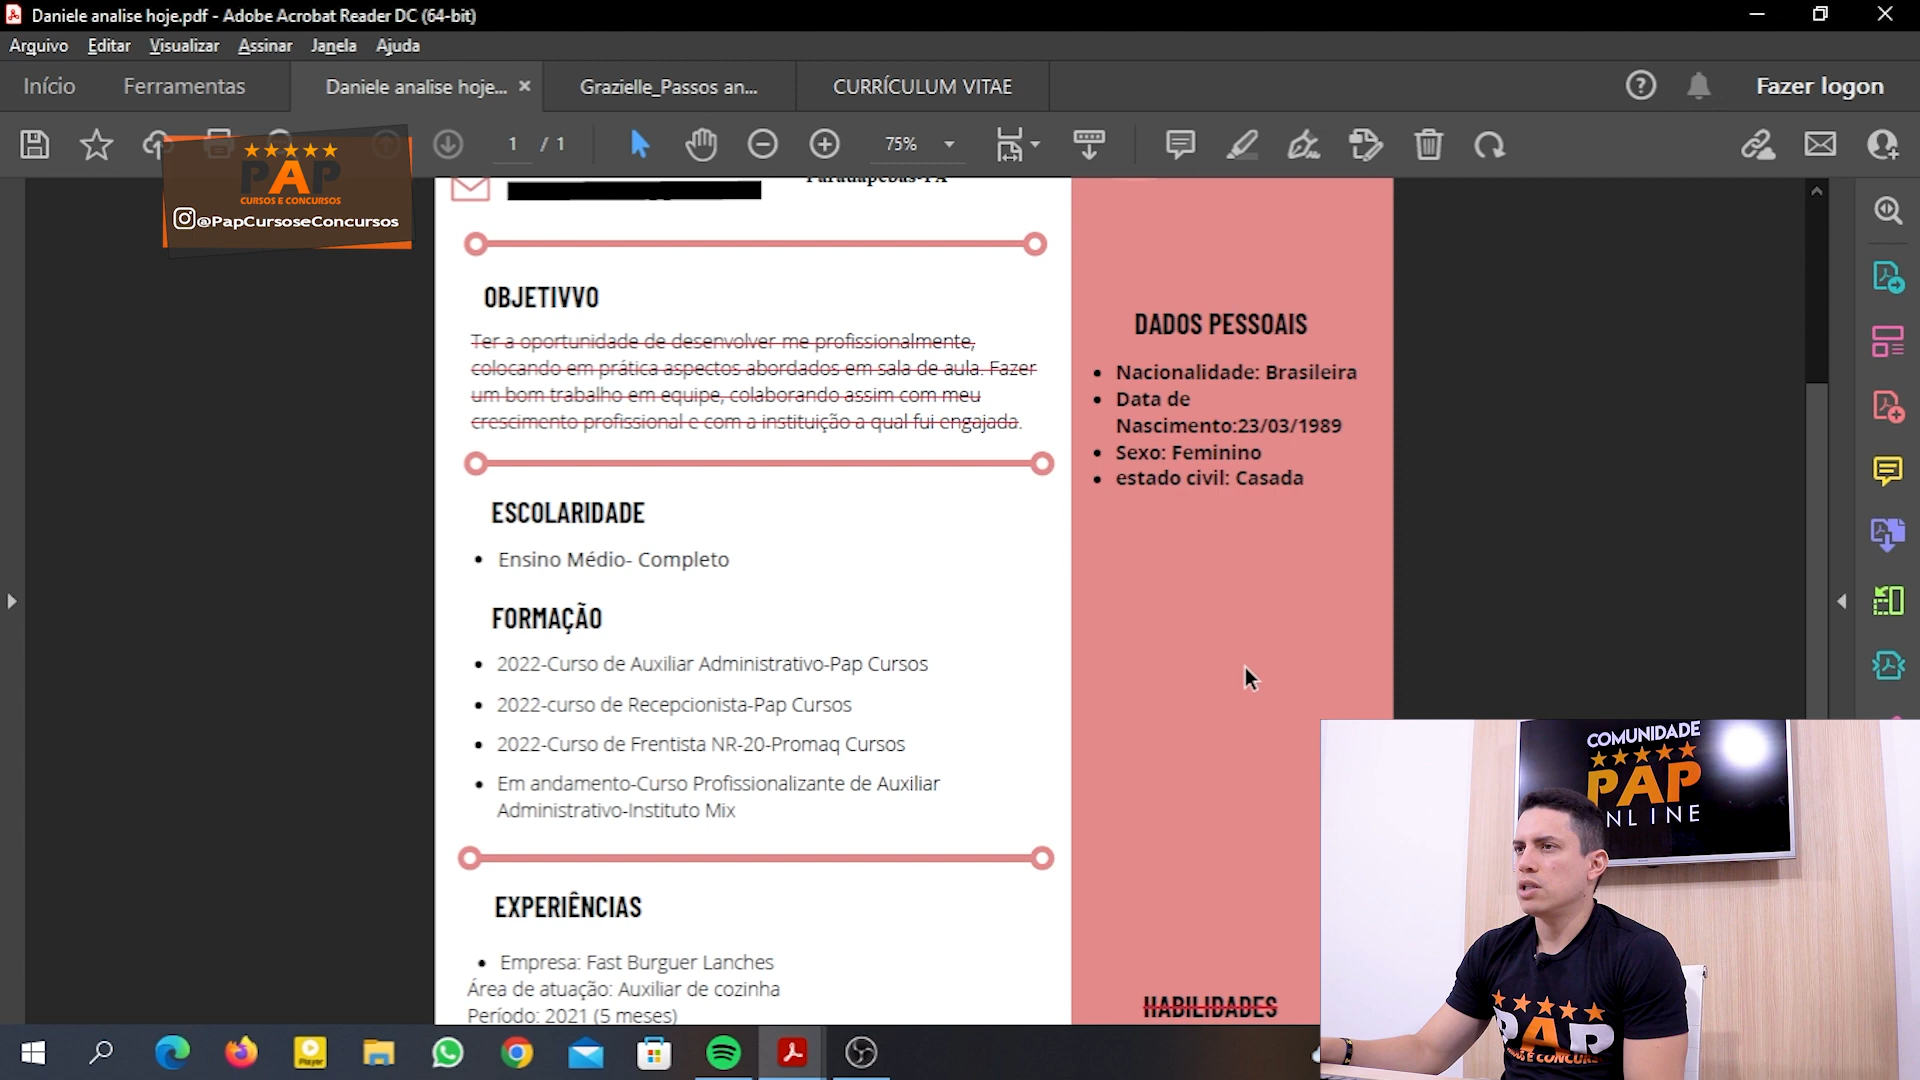 Daniele analise hoje.pdf - Adobe Acrobat Reader DC (64-bit)
Arquivo Editar Visualizar Assinar Janela Ajuda
Início Ferramentas Daniele analise hoje... × Grazielle_Passos an... CURRÍCULUM VITAE Fazer logon
1 / 1 75%
PAP
CURSOS E CONCURSOS
@PapCursoseConcursos
OBJETIVVO
Ter a oportunidade de desenvolver me profissionalmente,
colocando em prática aspectos abordados em sala de aula. Fazer
um bom trabalho em equipe, colaborando assim com meu
crescimento profissional e com a instituição a qual fui engajada.
ESCOLARIDADE
• Ensino Médio- Completo
FORMAÇÃO
• 2022-Curso de Auxiliar Administrativo-Pap Cursos
• 2022-curso de Recepcionista-Pap Cursos
• 2022-Curso de Frentista NR-20-Promaq Cursos
• Em andamento-Curso Profissionalizante de Auxiliar
Administrativo-Instituto Mix
EXPERIÊNCIAS
• Empresa: Fast Burguer Lanches
Área de atuação: Auxiliar de cozinha
Período: 2021 (5 meses)
DADOS PESSOAIS
• Nacionalidade: Brasileira
• Data de
Nascimento:23/03/1989
• Sexo: Feminino
• estado civil: Casada
HABILIDADES
COMUNIDADE
PAP
NLINE
PAP
Player